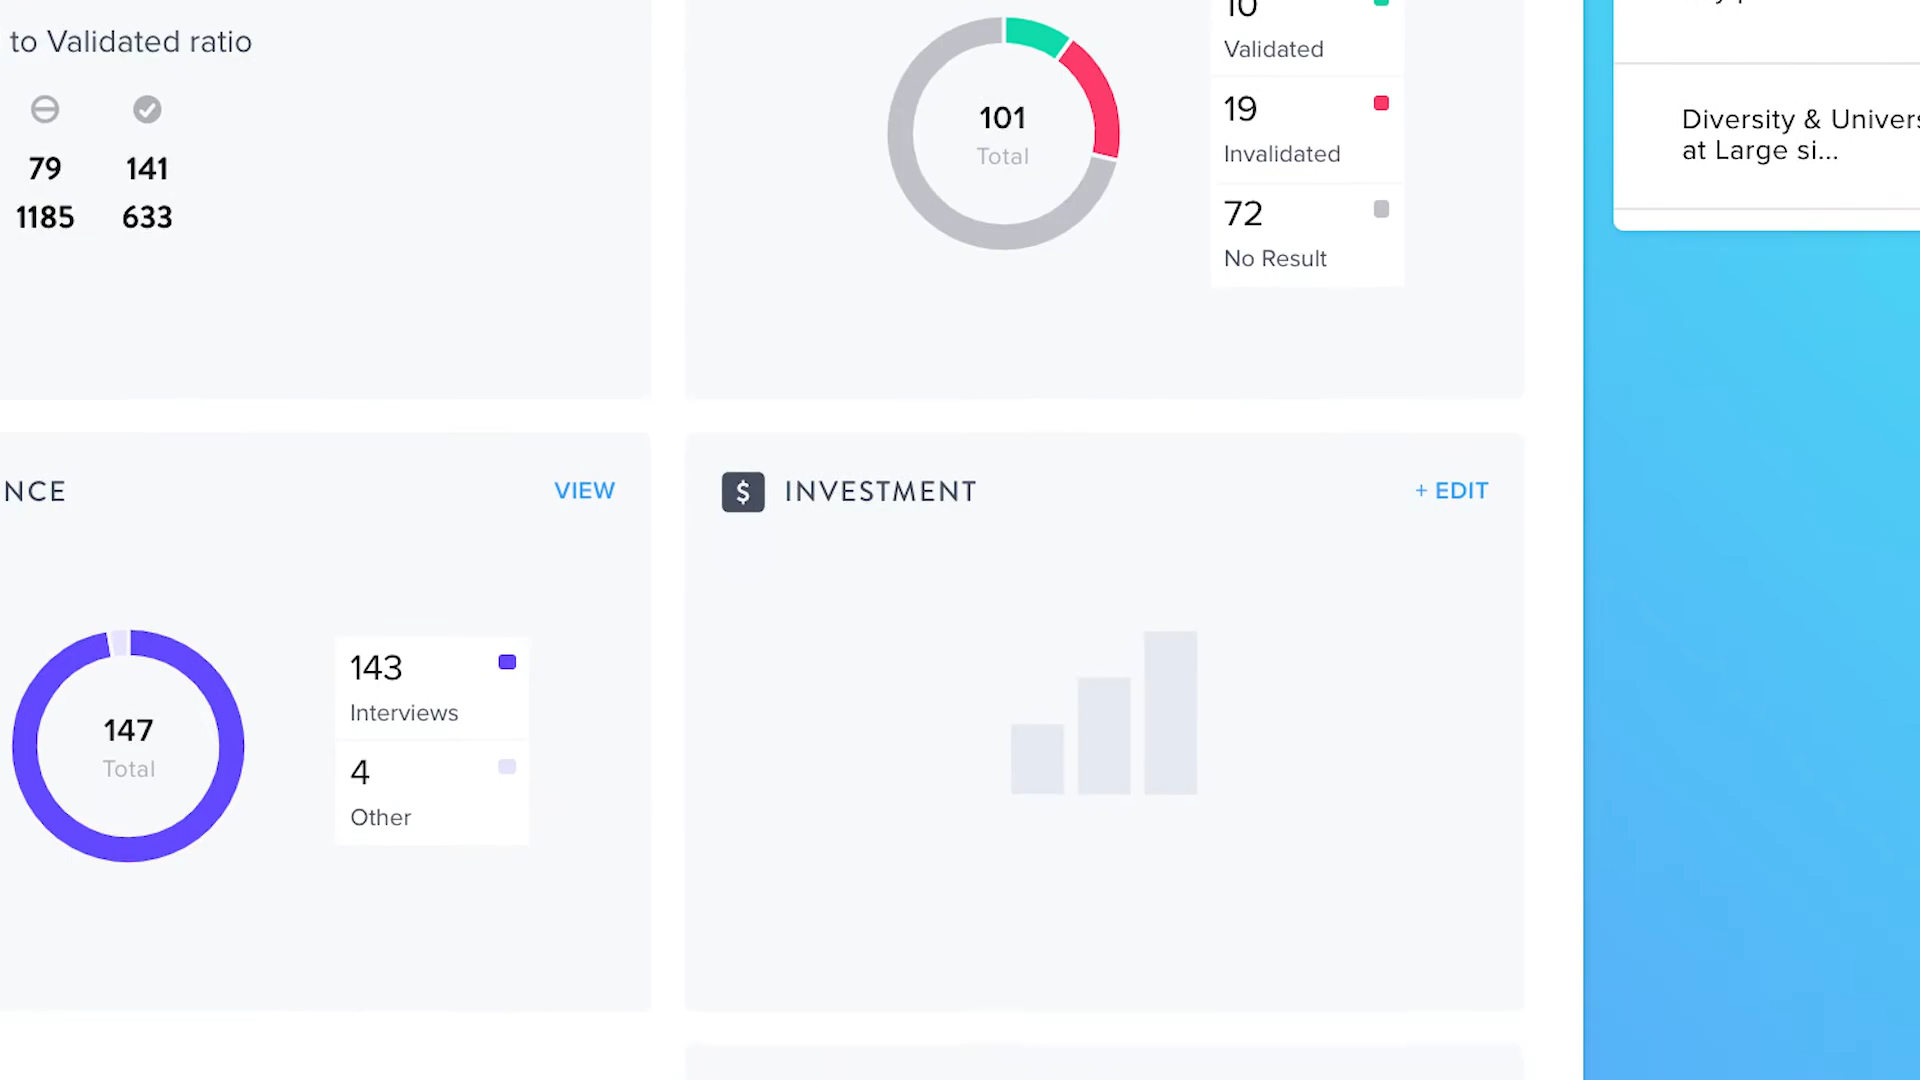 to Validated ratio
79 141
1185 633
101
Total
10
Validated
19
Invalidated
72
No Result
Diversity & Univers
at Large si...
NCE
VIEW
147
Total
143
Interviews
4
Other
$ INVESTMENT
+ EDIT